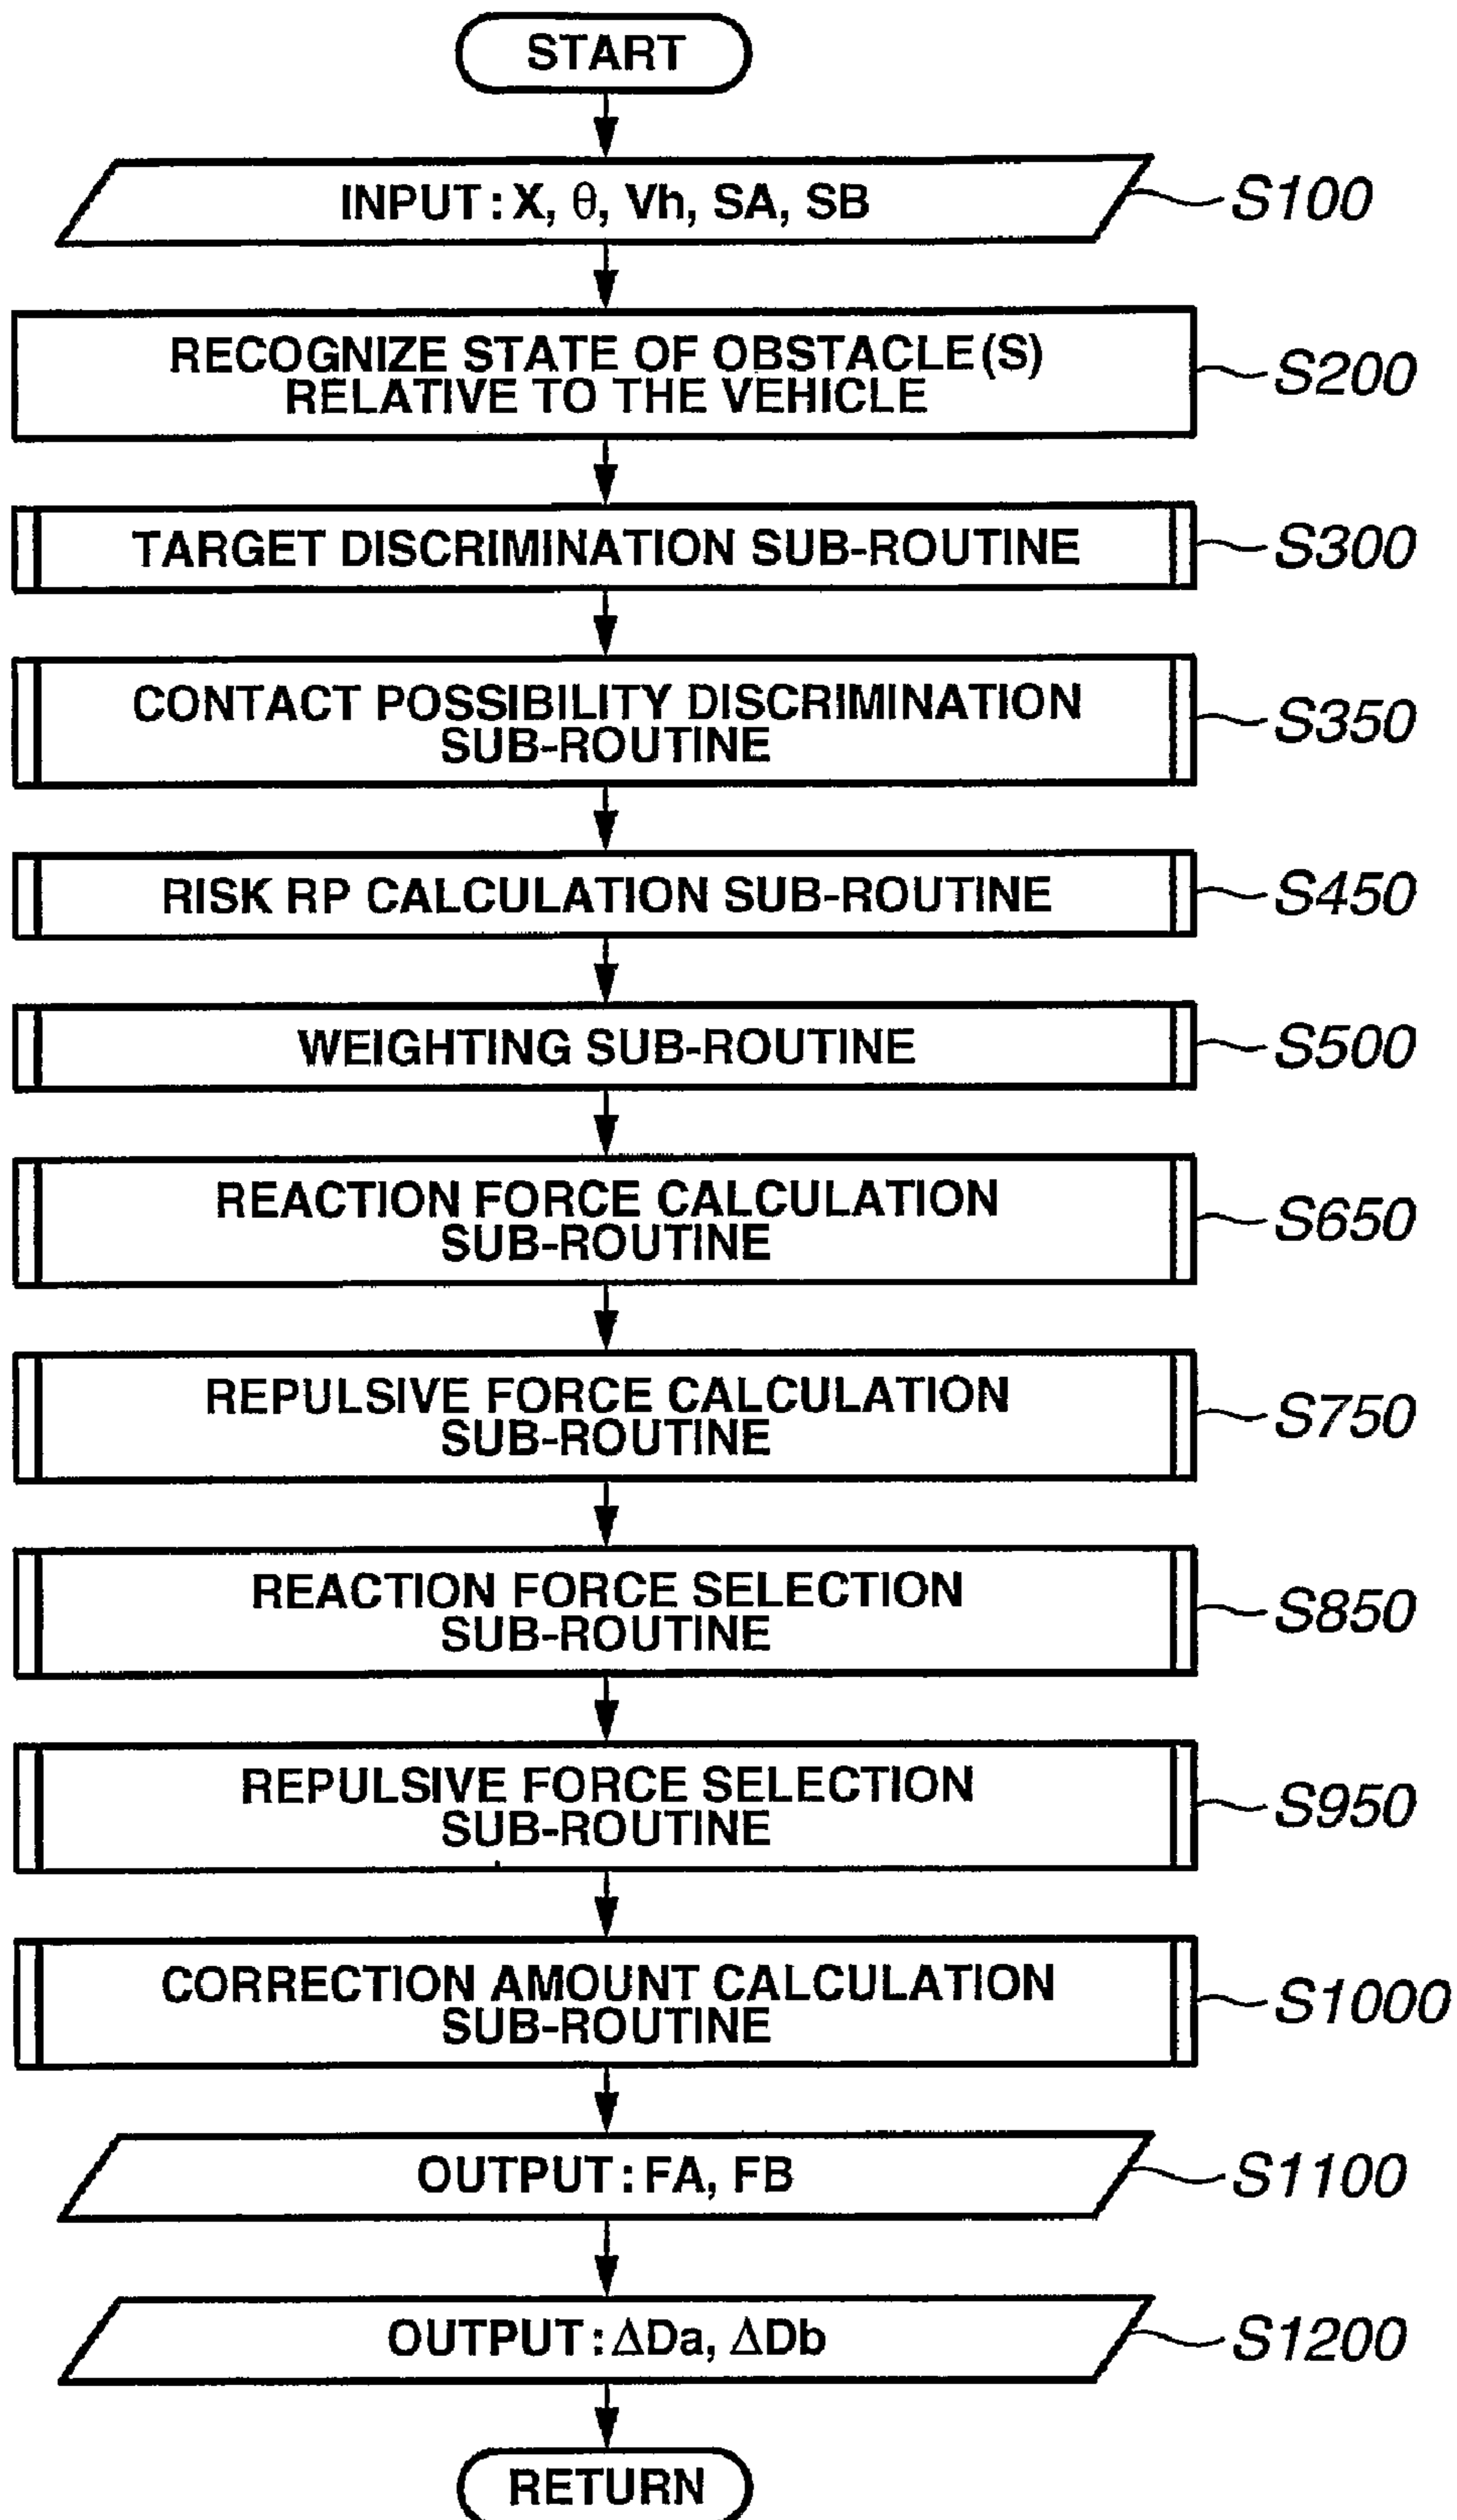 START
INPUT : X, θ, Vh, SA, SB
S100
RECOGNIZE STATE OF OBSTACLE(S)
RELATIVE TO THE VEHICLE
S200
TARGET DISCRIMINATION SUB-ROUTINE
S300
CONTACT POSSIBILITY DISCRIMINATION
SUB-ROUTINE
S350
RISK RP CALCULATION SUB-ROUTINE
S450
WEIGHTING SUB-ROUTINE
S500
REACTION FORCE CALCULATION
SUB-ROUTINE
S650
REPULSIVE FORCE CALCULATION
SUB-ROUTINE
S750
REACTION FORCE SELECTION
SUB-ROUTINE
S850
REPULSIVE FORCE SELECTION
SUB-ROUTINE
S950
CORRECTION AMOUNT CALCULATION
SUB-ROUTINE
S1000
OUTPUT : FA, FB
S1100
OUTPUT : ΔDa, ΔDb
S1200
RETURN